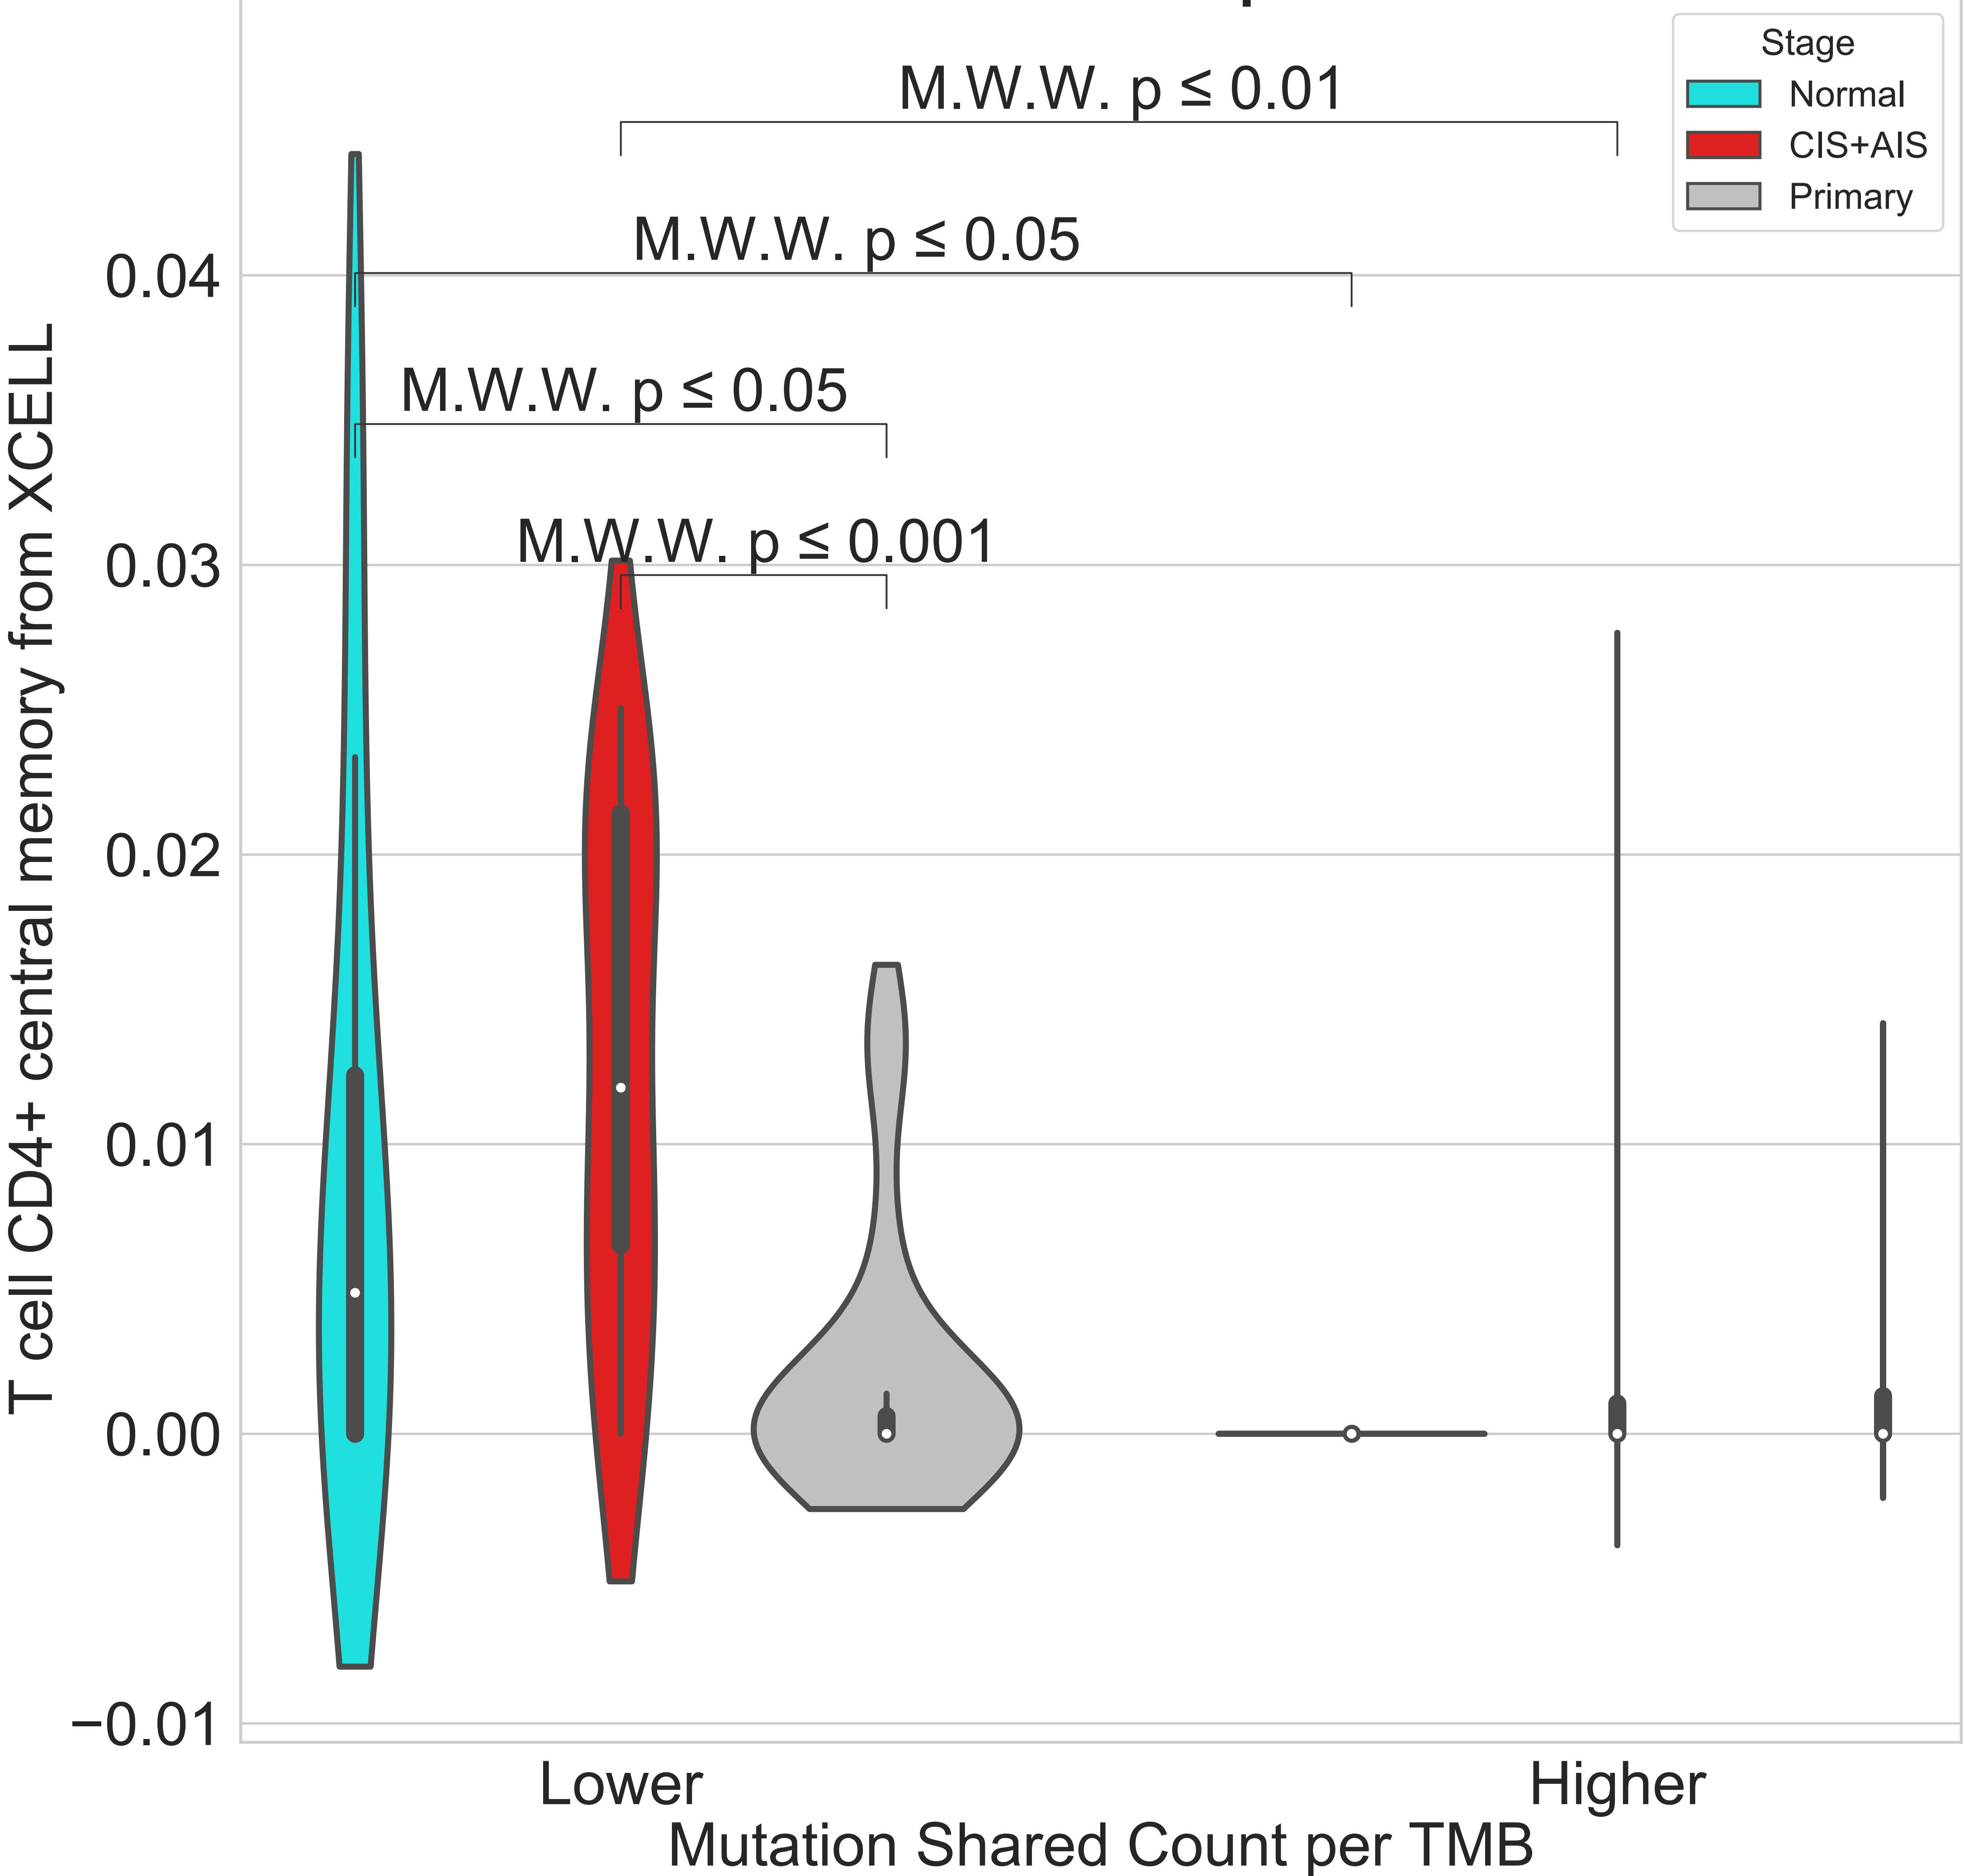 Stage
Normal
CIS+AIS
Primary
M.W.W. p ≤ 0.01
M.W.W. p ≤ 0.05
M.W.W. p ≤ 0.05
M.W.W. p ≤ 0.001
T cell CD4+ central memory from XCELL
0.04
0.03
0.02
0.01
0.00
−0.01
Lower
Higher
Mutation Shared Count per TMB